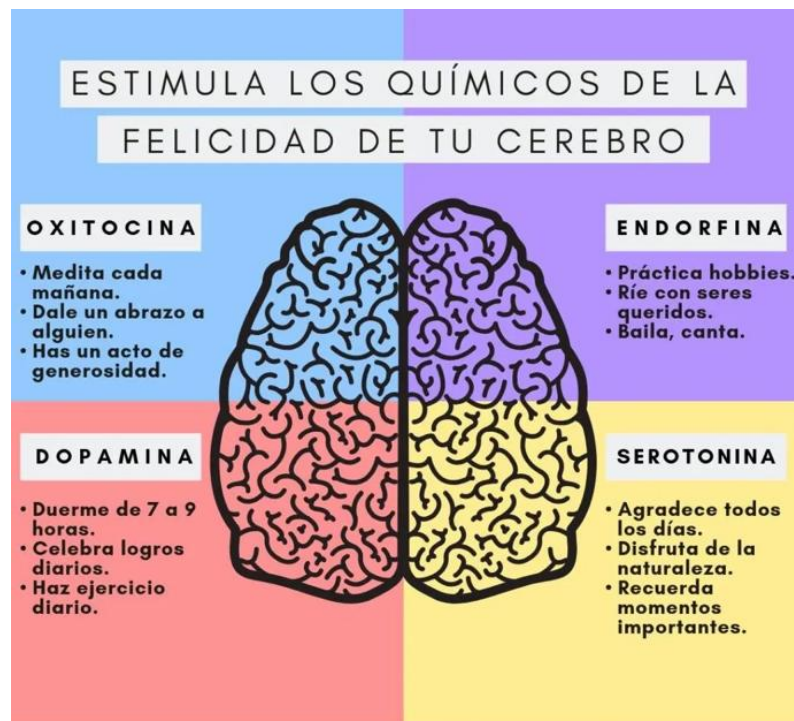 ESTIMULA LOS QUÍMICOS DE LA
FELICIDAD DE TU CEREBRO
OXITOCINA
• Medita cada
mañana.
• Dale un abrazo a
alguien.
• Has un acto de
generosidad.
ENDORFINA
• Práctica hobbies.
• Ríe con seres
queridos.
• Baila, canta.
DOPAMINA
• Duerme de 7 a 9
horas.
• Celebra logros
diarios.
• Haz ejercicio
diario.
SEROTONINA
• Agradece todos
los días.
• Disfruta de la
naturaleza.
• Recuerda
momentos
importantes.